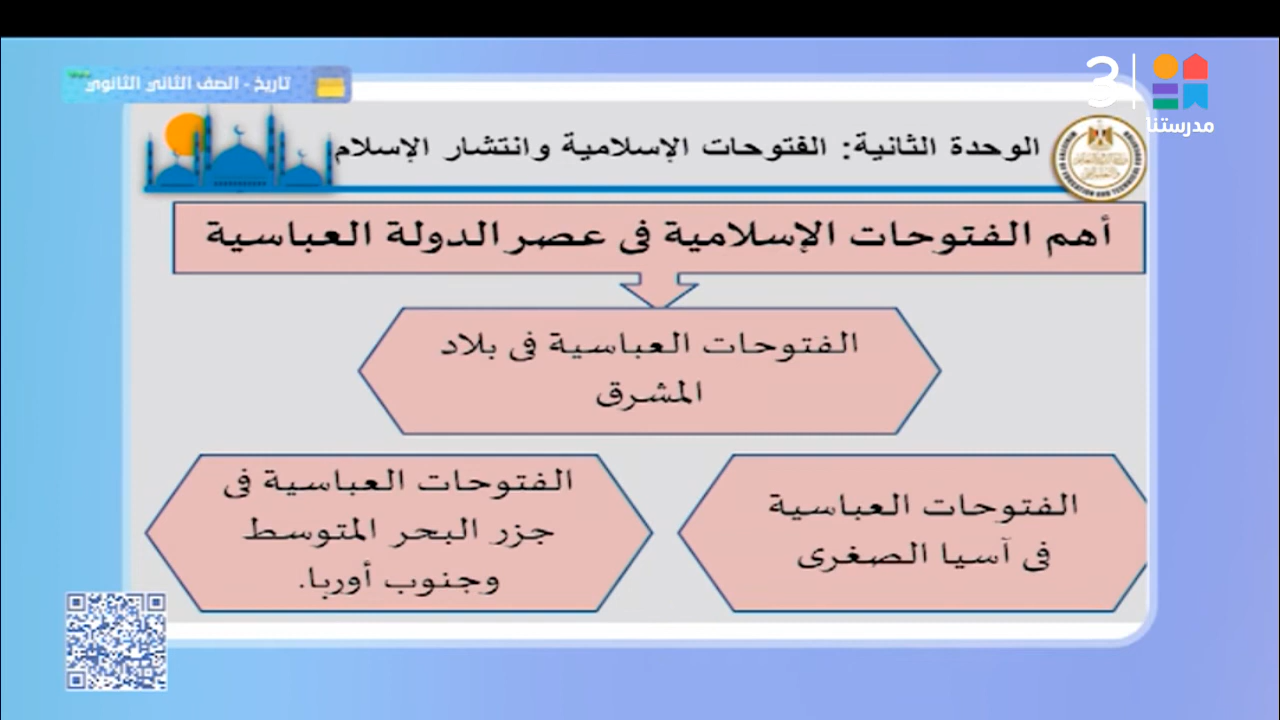 تاريخ - الصف الثاني الثانوي
3
مدرستنا
الوحدة الثانية: الفتوحات الإسلامية وانتشار الإسلام
أهم الفتوحات الإسلامية فى عصر الدولة العباسية
الفتوحات العباسية فى بلاد
المشرق
الفتوحات العباسية
فى آسيا الصغرى
الفتوحات العباسية فى
جزر البحر المتوسط
وجنوب أوربا.